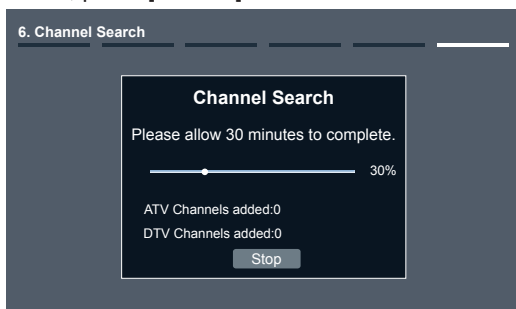 6. Channel Search
Channel Search
Please allow 30 minutes to complete.
30%
ATV Channels added:0
DTV Channels added:0
Stop